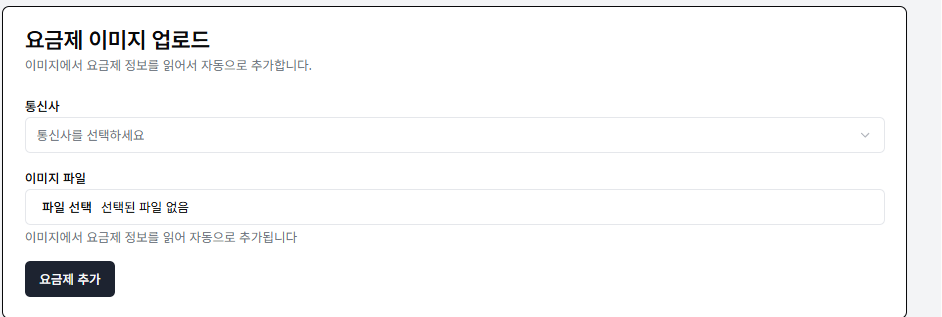 요금제 이미지 업로드
이미지에서 요금제 정보를 읽어서 자동으로 추가합니다.
통신사
통신사를 선택하세요
이미지 파일
파일 선택 선택된 파일 없음
이미지에서 요금제 정보를 읽어 자동으로 추가됩니다
요금제 추가